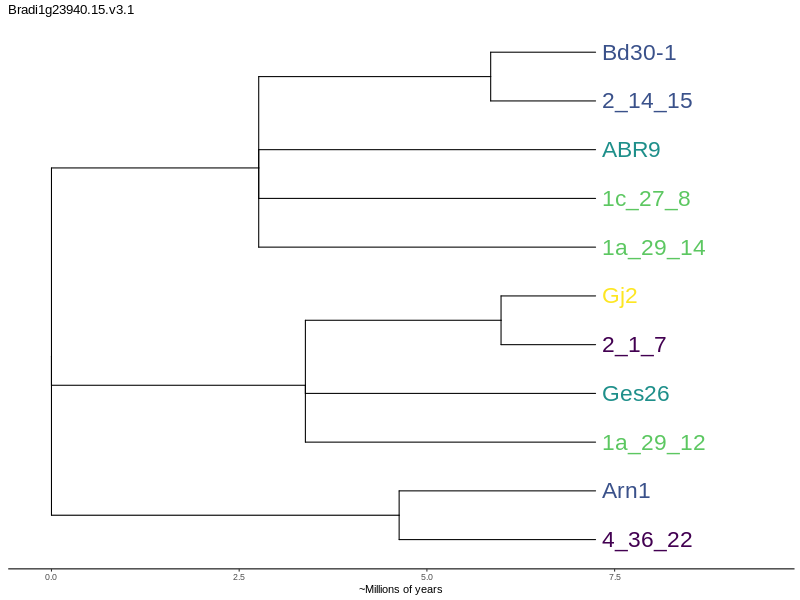 Bradi1g23940.15.v3.1
Bd30-1
2_14_15
ABR9
1c_27_8
1a_29_14
Gj2
2_1_7
Ges26
1a_29_12
Arn1
4_36_22
0.0 2.5 5.0 7.5
~Millions of years